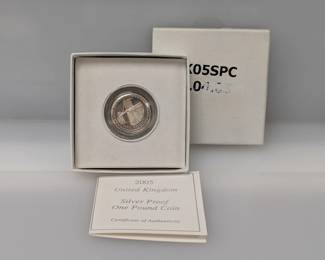 K05SPC
2005
United Kingdom
Silver Proof
One Pound Coin
Certificate of Authenticity